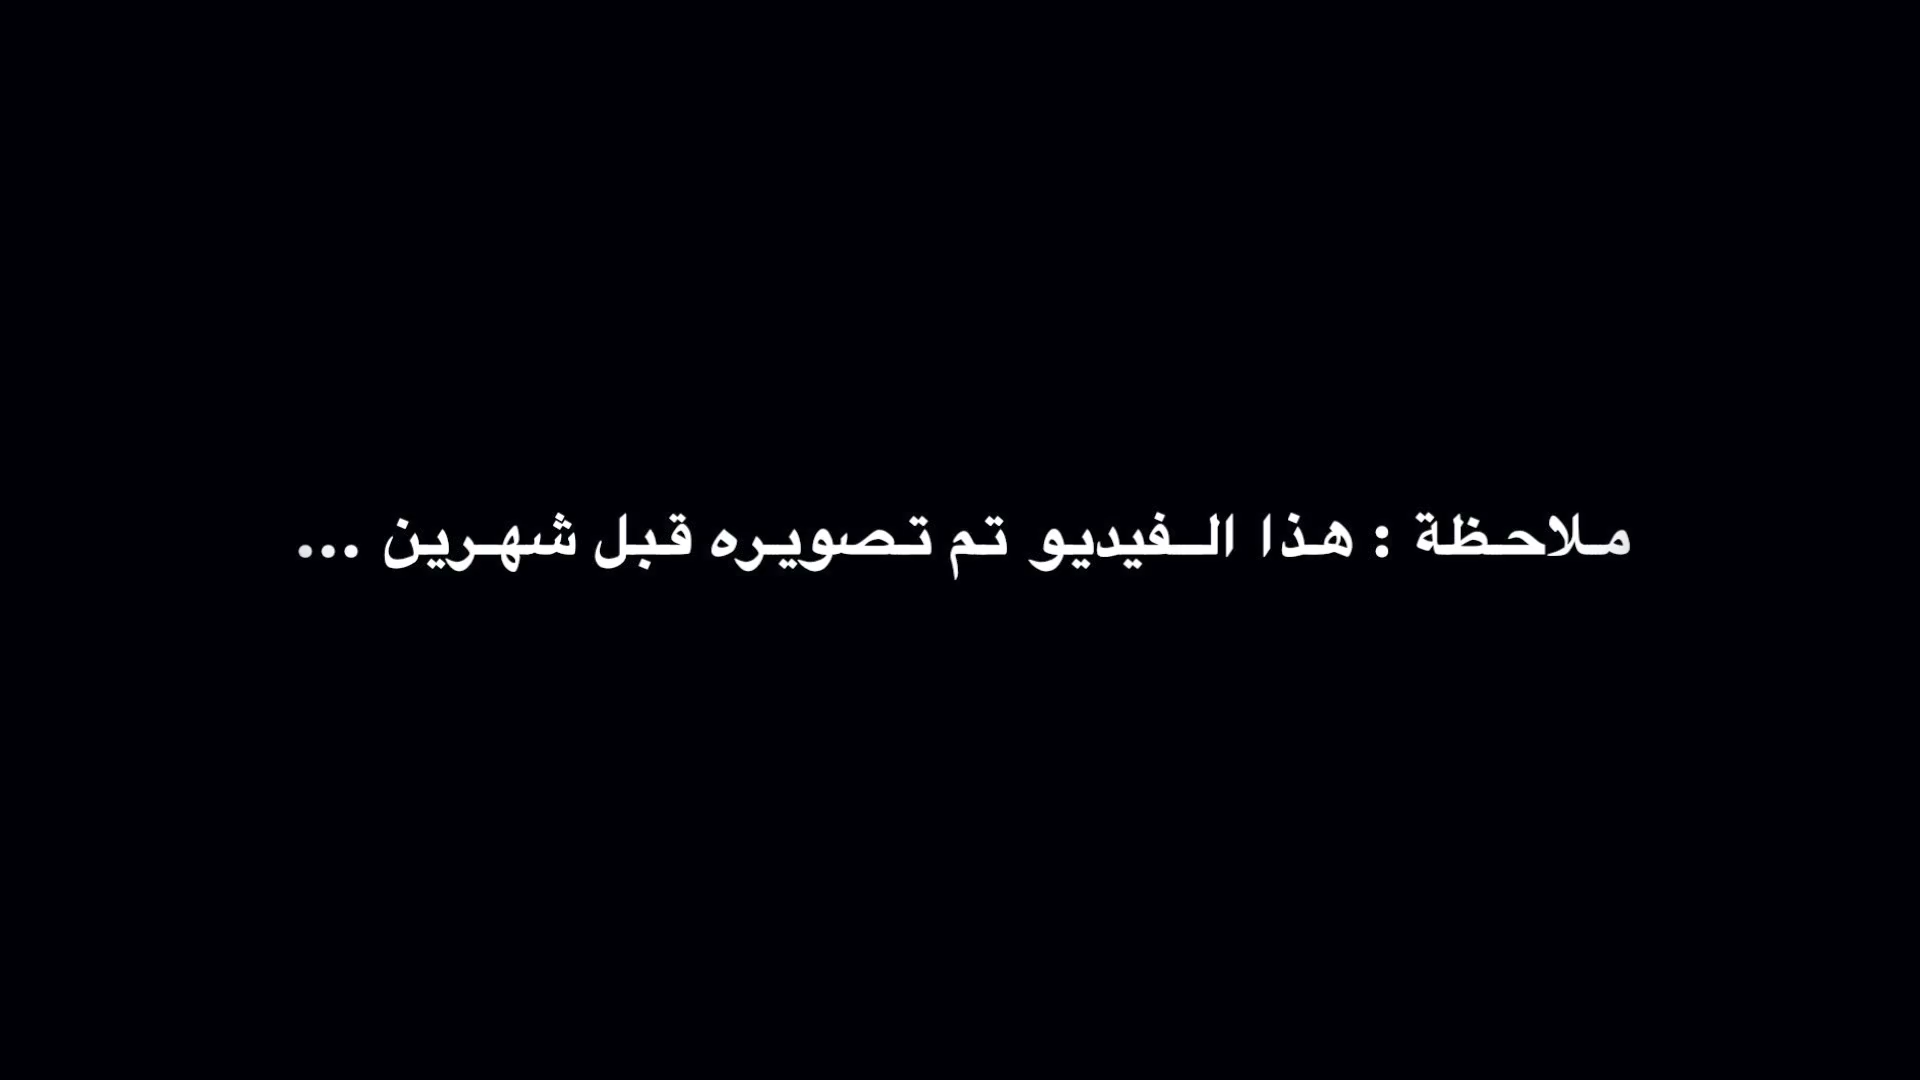 ملاحظة : هذا الفيديو تم تصويره قبل شهرين ...